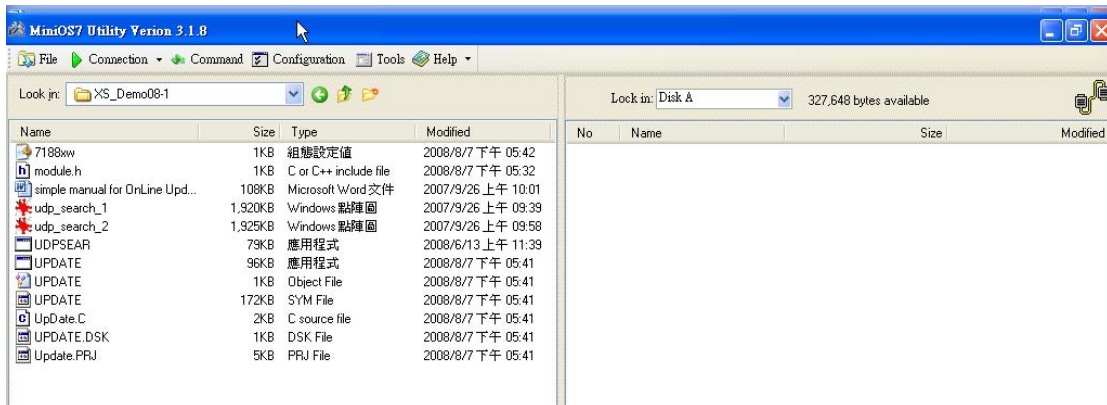 MiniOS7 Utility Verion 3.1.8
File Connection Command Configuration Tools Help
Look in: XS_Demo08-1
Lock in: Disk A 327,648 bytes available
Name Size Type Modified
No Name Size Modified
7188xw 1KB 組態設定值 2008/8/7 下午 05:42
module.h 1KB C or C++ include file 2008/8/7 下午 05:32
simple manual for OnLine Upd... 108KB Microsoft Word 文件 2007/9/26 上午 10:01
udp_search_1 1,920KB Windows 點陣圖 2007/9/26 上午 09:39
udp_search_2 1,925KB Windows 點陣圖 2007/9/26 上午 09:58
UDPSEAR 79KB 應用程式 2008/6/13 上午 11:39
UPDATE 96KB 應用程式 2008/8/7 下午 05:41
UPDATE 1KB Object File 2008/8/7 下午 05:41
UPDATE 172KB SYM File 2008/8/7 下午 05:41
UpDate.C 2KB C source file 2008/8/7 下午 05:41
UPDATE.DSK 1KB DSK File 2008/8/7 下午 05:41
Update.PRJ 5KB PRJ File 2008/8/7 下午 05:41